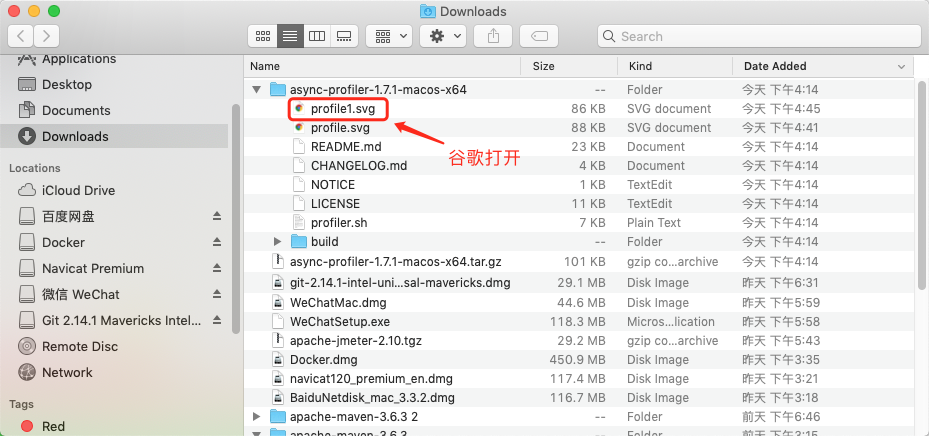 Downloads
Search
Applications
Desktop
Documents
Downloads
Locations
iCloud Drive
百度网盘
Docker
Navicat Premium
微信 WeChat
Git 2.14.1 Mavericks Intel...
Remote Disc
Network
Tags
Red
Name Size Kind Date Added
async-profiler-1.7.1-macos-x64 -- Folder 今天 下午4:14
profile1.svg 86 KB SVG document 今天 下午4:45
profile.svg 88 KB SVG document 今天 下午4:41
README.md 23 KB Document 今天 下午4:14
谷歌打开
CHANGELOG.md 4 KB Document 今天 下午4:14
NOTICE 1 KB TextEdit 今天 下午4:14
LICENSE 11 KB TextEdit 今天 下午4:14
profiler.sh 7 KB Plain Text 今天 下午4:14
build -- Folder 今天 下午4:14
async-profiler-1.7.1-macos-x64.tar.gz 101 KB gzip co...archive 今天 下午4:14
git-2.14.1-intel-uni...sal-mavericks.dmg 29.1 MB Disk Image 昨天 下午6:31
WeChatMac.dmg 44.6 MB Disk Image 昨天 下午5:59
WeChatSetup.exe 118.3 MB Micros...lication 昨天 下午5:58
apache-jmeter-2.10.tgz 29.2 MB gzip co...archive 昨天 下午5:43
Docker.dmg 450.9 MB Disk Image 昨天 下午3:35
navicat120_premium_en.dmg 117.4 MB Disk Image 昨天 下午3:21
BaiduNetdisk_mac_3.3.2.dmg 116.7 MB Disk Image 昨天 下午3:18
apache-maven-3.6.3 2 -- Folder 前天 下午6:46
apache-maven-3.6.3 -- Folder 前天 下午3:15